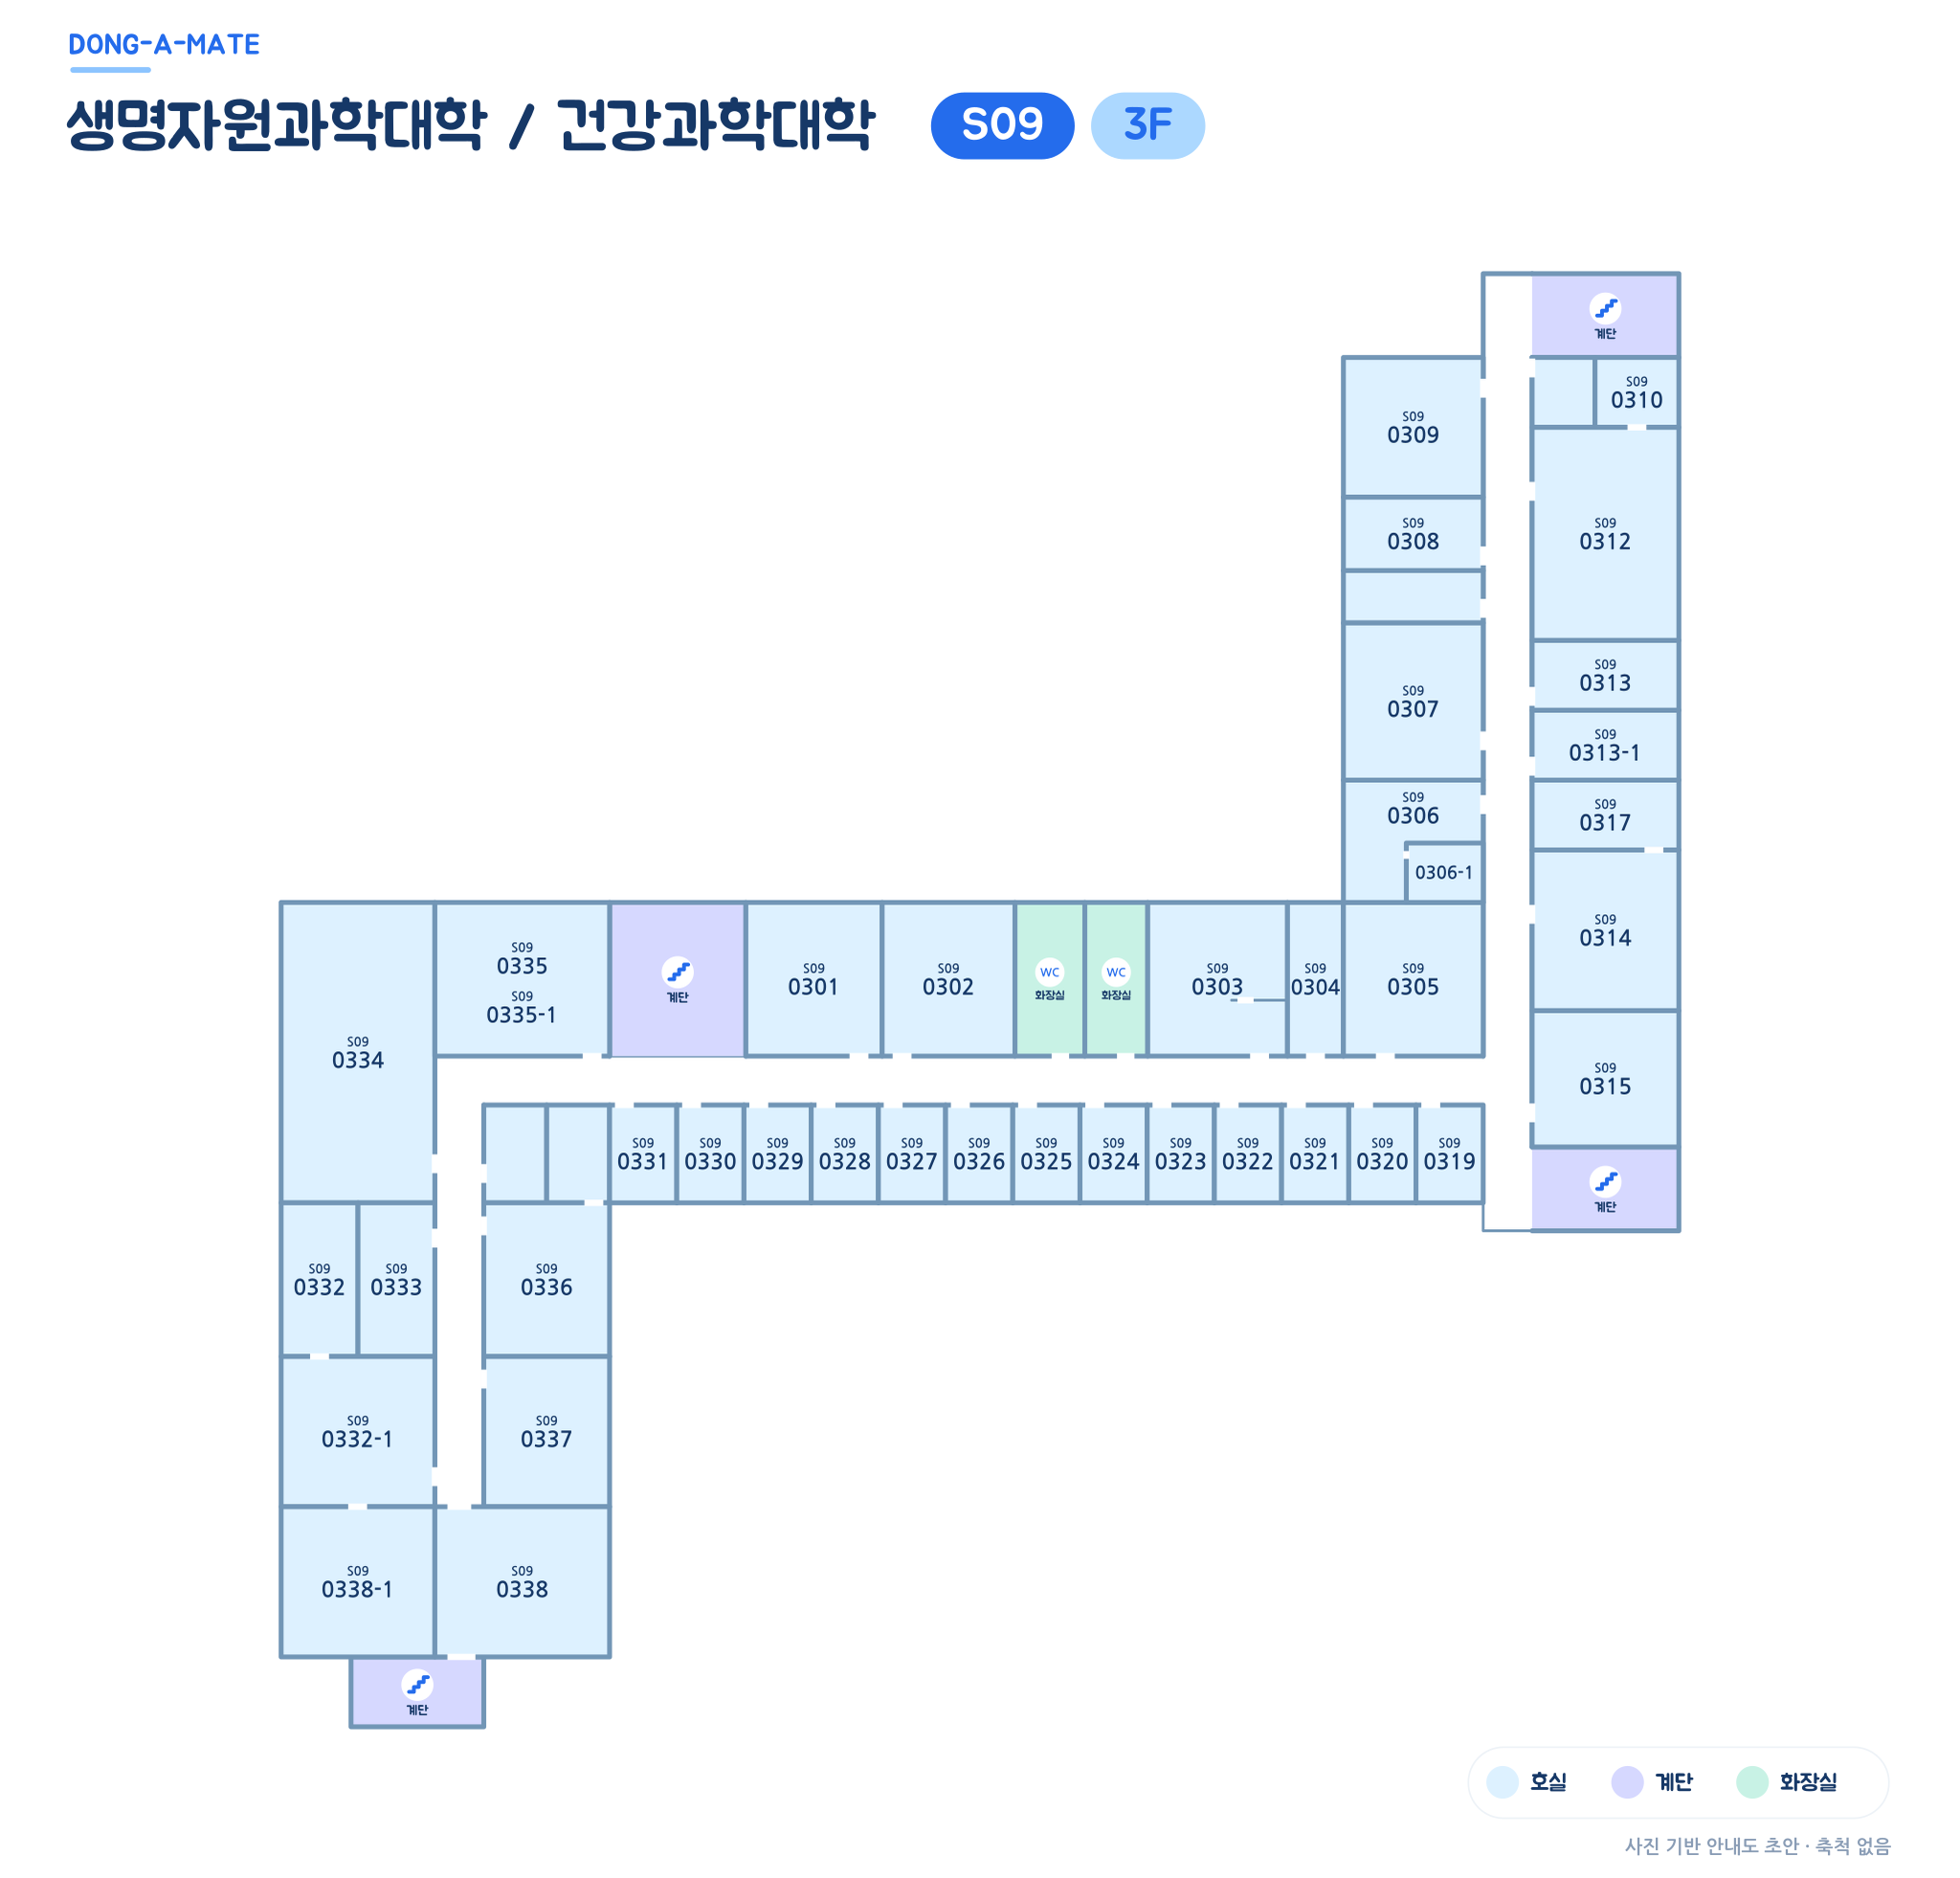 DONG-A-MATE
생명자원과학대학 / 건강과학대학 S09 3F
계단
S09
0310
S09
0309
S09
0308
S09
0312
S09
0307
S09
0313
S09
0313-1
S09
0306
0306-1
S09
0317
S09
0314
S09
0315
계단
S09
0334
S09
0335
S09
0335-1
계단
S09
0301
S09
0302
WC
화장실
WC
화장실
S09
0303
S09
0304
S09
0305
S09
0331
S09
0330
S09
0329
S09
0328
S09
0327
S09
0326
S09
0325
S09
0324
S09
0323
S09
0322
S09
0321
S09
0320
S09
0319
S09
0332
S09
0333
S09
0336
S09
0332-1
S09
0337
S09
0338-1
S09
0338
계단
호실 계단 화장실
사진 기반 안내도 초안 · 축척 없음